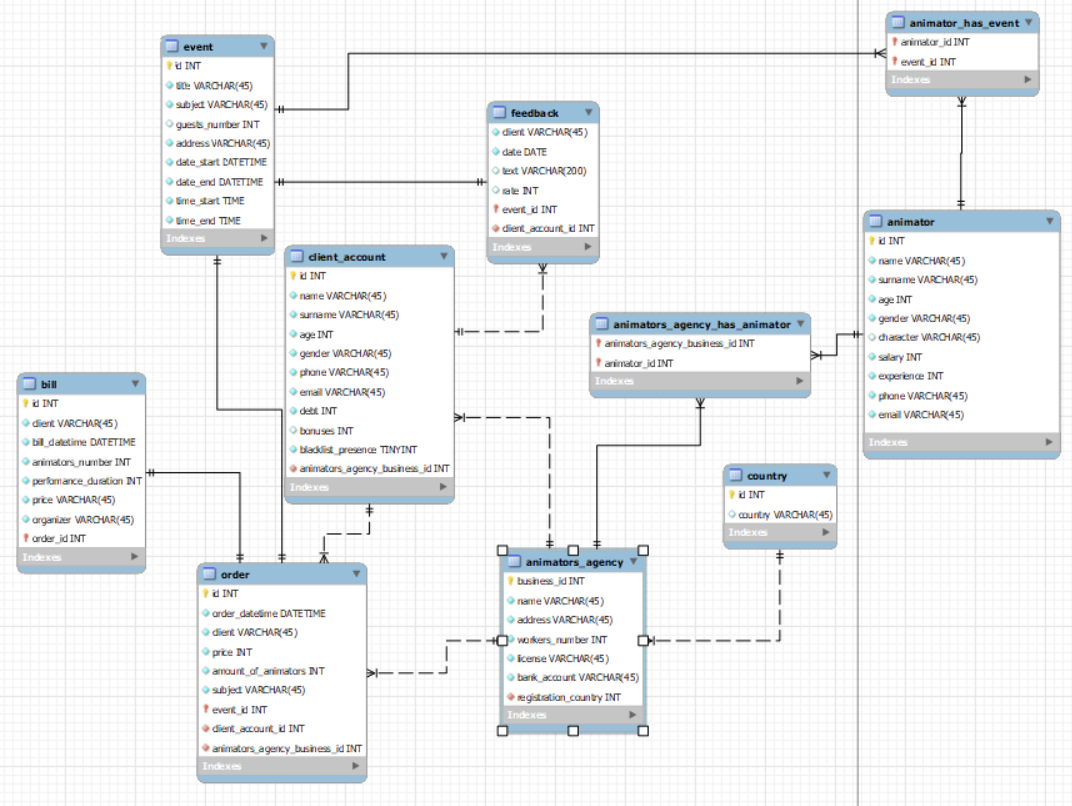 event
id INT
title VARCHAR(45)
subject VARCHAR(45)
guests_number INT
address VARCHAR(45)
date_start DATETIME
date_end DATETIME
time_start TIME
time_end TIME
Indexes
feedback
client VARCHAR(45)
date DATE
text VARCHAR(200)
rate INT
event_id INT
client_account_id INT
Indexes
animator_has_event
animator_id INT
event_id INT
Indexes
client_account
id INT
name VARCHAR(45)
surname VARCHAR(45)
age INT
gender VARCHAR(45)
phone VARCHAR(45)
email VARCHAR(45)
debt INT
bonuses INT
blacklist_presence TINYINT
animators_agency_business_id INT
Indexes
animators_agency_has_animator
animators_agency_business_id INT
animator_id INT
Indexes
animator
id INT
name VARCHAR(45)
surname VARCHAR(45)
age INT
gender VARCHAR(45)
character VARCHAR(45)
salary INT
experience INT
phone VARCHAR(45)
email VARCHAR(45)
Indexes
bill
id INT
client VARCHAR(45)
bill_datetime DATETIME
animators_number INT
perfomance_duration INT
price VARCHAR(45)
organizer VARCHAR(45)
order_id INT
Indexes
country
id INT
country VARCHAR(45)
Indexes
order
id INT
order_datetime DATETIME
client VARCHAR(45)
price INT
amount_of_animators INT
subject VARCHAR(45)
event_id INT
client_account_id INT
animators_agency_business_id INT
Indexes
animators_agency
business_id INT
name VARCHAR(45)
address VARCHAR(45)
workers_number INT
license VARCHAR(45)
bank_account VARCHAR(45)
registration_country INT
Indexes